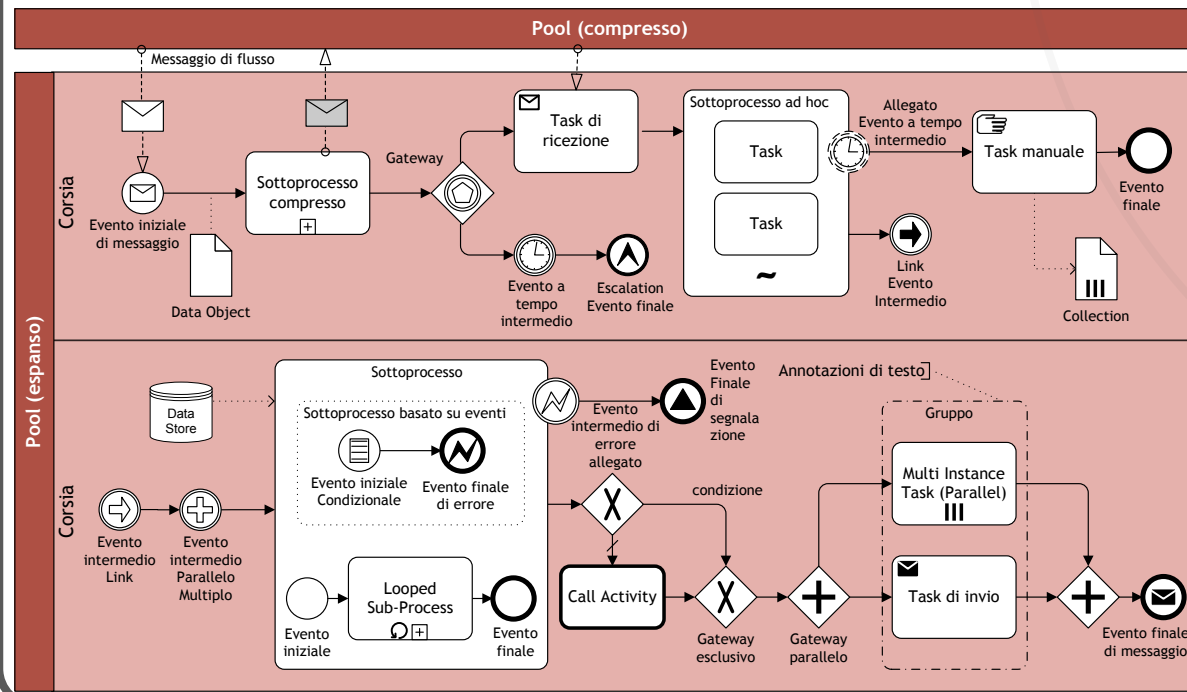 Pool (compresso)
Messaggio di flusso
Pool (espanso)
Corsia
Evento iniziale
di messaggio
Data Object
Sottoprocesso
compresso
Gateway
Task di
ricezione
Evento a
tempo
intermedio
Escalation
Evento finale
Sottoprocesso ad hoc
Task
Task
Allegato
Evento a tempo
intermedio
Link
Evento
Intermedio
Task manuale
Evento
finale
Collection
Corsia
Data
Store
Evento
intermedio
Link
Evento
intermedio
Parallelo
Multiplo
Sottoprocesso
Sottoprocesso basato su eventi
Evento iniziale
Condizionale
Evento finale
di errore
Evento
iniziale
Looped
Sub-Process
Evento
finale
Evento
intermedio di
errore
allegato
Evento
Finale
di
segnala
zione
condizione
Call Activity
Gateway
esclusivo
Gateway
parallelo
Annotazioni di testo
Gruppo
Multi Instance
Task (Parallel)
Task di invio
Evento finale
di messaggio